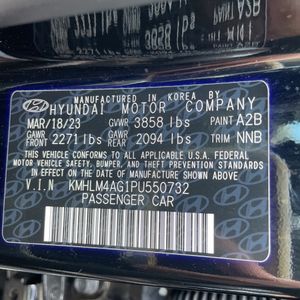 MANUFACTURED IN KOREA BY
HYUNDAI MOTOR COMPANY
MAR/18/23 GVWR 3858 lbs PAINT A2B
GAWR FRONT 2271 lbs GAWR REAR 2094 lbs TRIM NNB
THIS VEHICLE CONFORMS TO ALL APPLICABLE U.S. FEDERAL
MOTOR VEHICLE SAFETY, BUMPER, AND THEFT PREVENTION
STANDARDS IN EFFECT ON THE DATE OF MANUFACTURE SHOWN
ABOVE.
V.I.N KMHLM4AG1PU550732
PASSENGER CAR